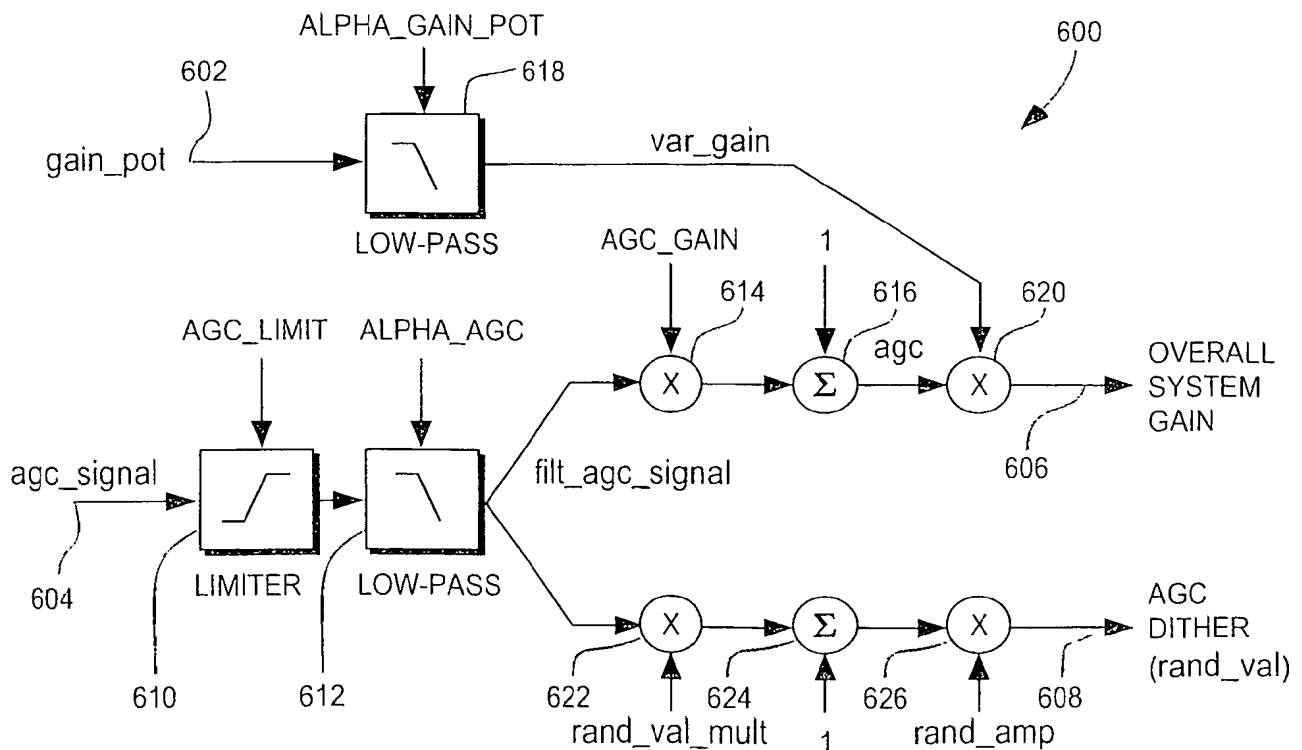 ALPHA_GAIN_POT
600
602
618
gain_pot
var_gain
LOW-PASS
AGC_GAIN
1
614
616
620
AGC_LIMIT
ALPHA_AGC
agc
X
Σ
X
OVERALL
SYSTEM
GAIN
606
agc_signal
filt_agc_signal
604
LIMITER
LOW-PASS
610
612
X
Σ
X
AGC
DITHER
(rand_val)
622
624
626
608
rand_val_mult
1
rand_amp